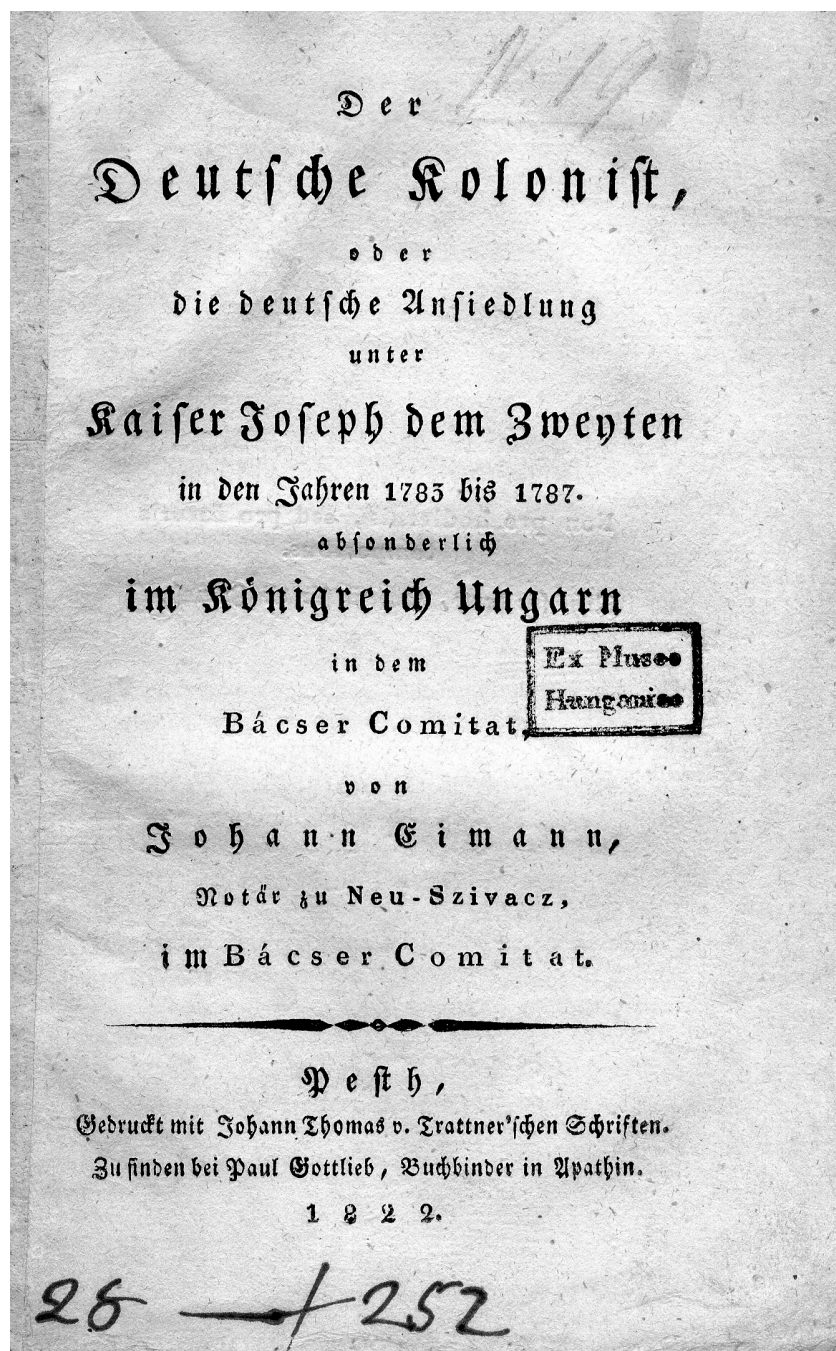 N. 19
Der
Deutsche Kolonist,
oder
die deutsche Ansiedlung
unter
Kaiser Joseph dem Zweyten
in den Jahren 1783 bis 1787.
absonderlich
im Königreich Ungarn
in dem
Bácser Comitat,
Ex Museo
Hungarico
von
Johann Eimann,
Notär zu Neu-Szivacz,
im Bácser Comitat.
Pesth,
Gedruckt mit Johann Thomas v. Trattner'schen Schriften.
Zu finden bei Paul Gottlieb, Buchbinder in Apathin.
1822.
28 252